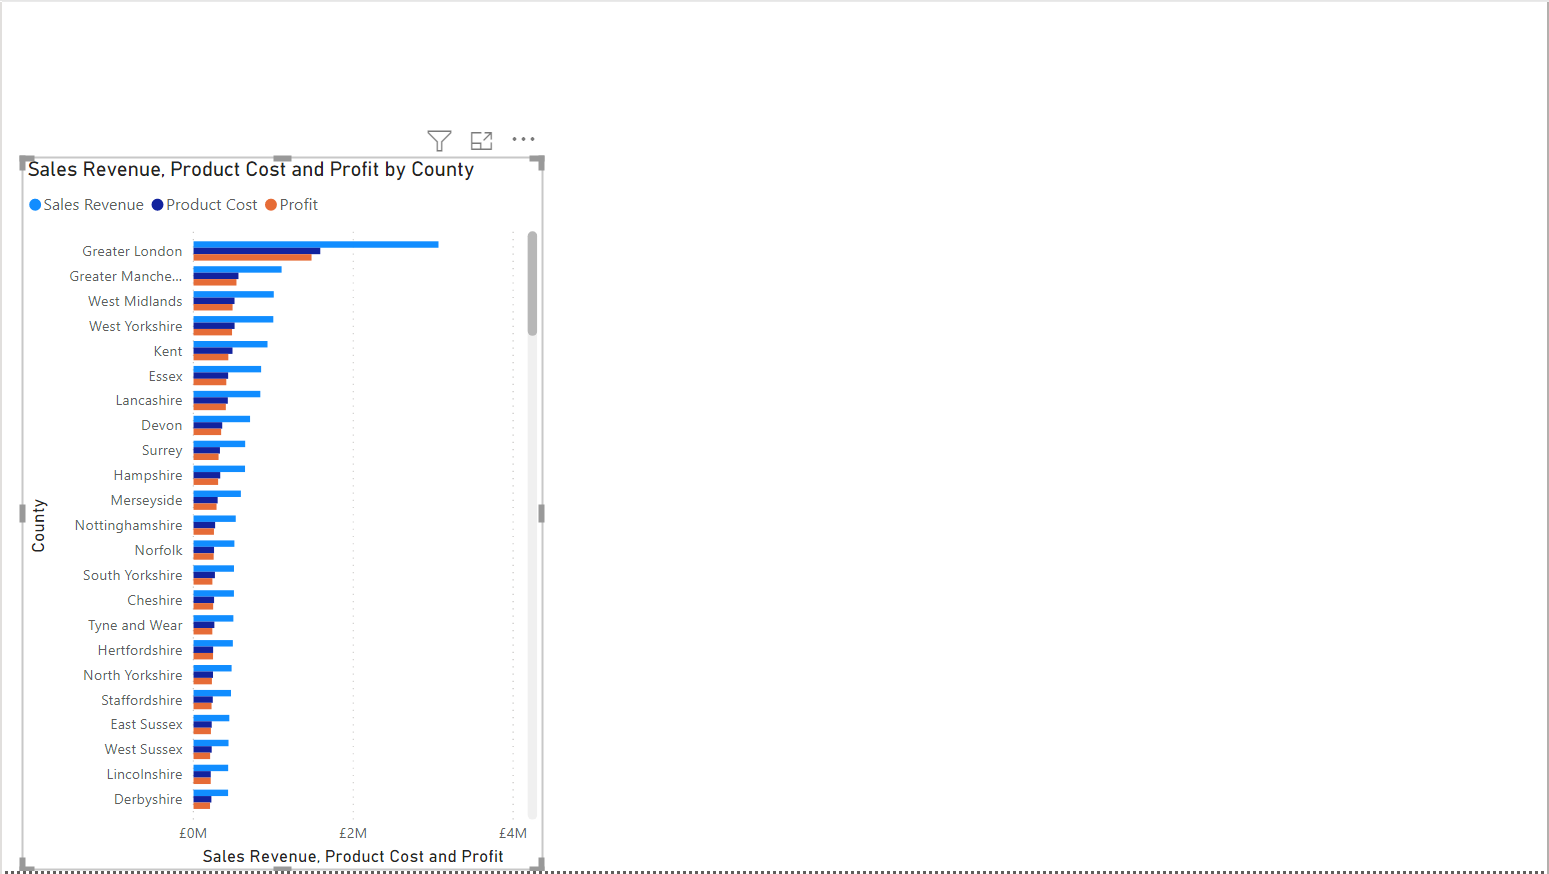 Sales Revenue, Product Cost and Profit by County
Sales Revenue Product Cost Profit
Greater London
Greater Manche...
West Midlands
West Yorkshire
Kent
Essex
Lancashire
Devon
Surrey
Hampshire
Merseyside
Nottinghamshire
Norfolk
South Yorkshire
Cheshire
Tyne and Wear
Hertfordshire
North Yorkshire
Staffordshire
East Sussex
West Sussex
Lincolnshire
Derbyshire
County
£0M £2M £4M
Sales Revenue, Product Cost and Profit